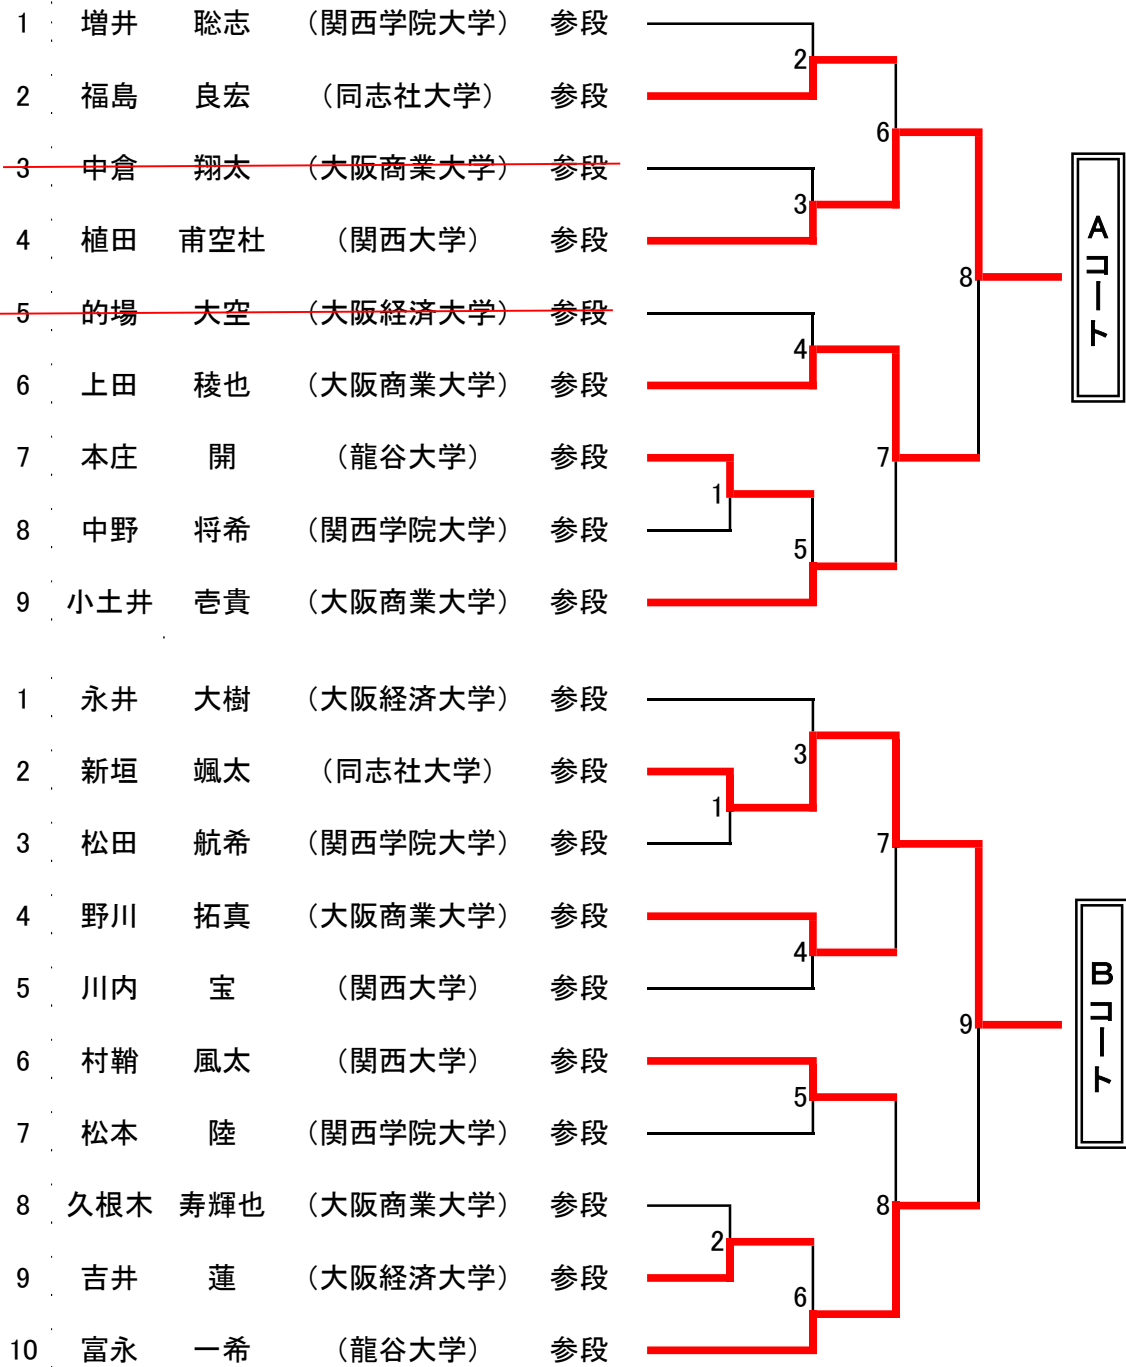 1 増井 聡志 （関西学院大学） 参段
2
2 福島 良宏 （同志社大学） 参段
6
3 中倉 翔太 （大阪商業大学） 参段
3
4 植田 甫空杜 （関西大学） 参段
8
Aコート
5 的場 大空 （大阪経済大学） 参段
4
6 上田 稜也 （大阪商業大学） 参段
7 本庄 開 （龍谷大学） 参段
7
1
8 中野 将希 （関西学院大学） 参段
5
9 小土井 壱貴 （大阪商業大学） 参段
1 永井 大樹 （大阪経済大学） 参段
3
2 新垣 颯太 （同志社大学） 参段
1
3 松田 航希 （関西学院大学） 参段
7
4 野川 拓真 （大阪商業大学） 参段
4
5 川内 宝 （関西大学） 参段
9
Bコート
6 村鞘 風太 （関西大学） 参段
5
7 松本 陸 （関西学院大学） 参段
8 久根木 寿輝也 （大阪商業大学） 参段
8
2
9 吉井 蓮 （大阪経済大学） 参段
6
10 富永 一希 （龍谷大学） 参段